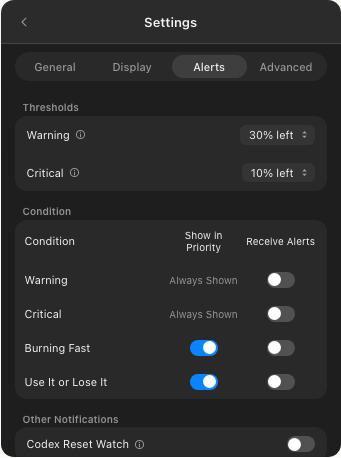 Settings
General Display Alerts Advanced
Thresholds
Warning 30% left
Critical 10% left
Condition
Condition Show in Priority Receive Alerts
Warning Always Shown
Critical Always Shown
Burning Fast
Use It or Lose It
Other Notifications
Codex Reset Watch